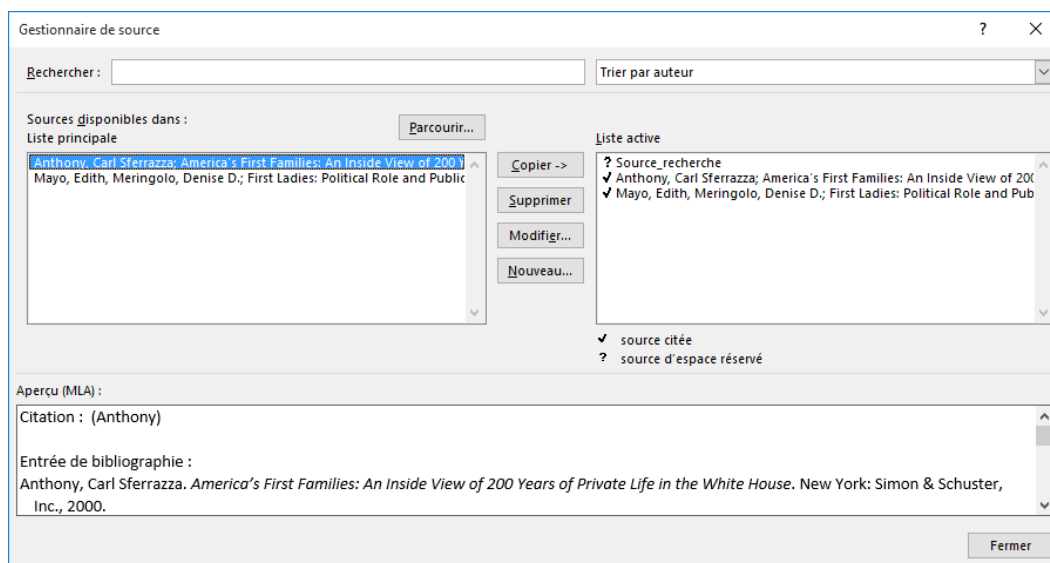 Gestionnaire de source
Rechercher :
Trier par auteur
Sources disponibles dans :
Liste principale
Parcourir...
Anthony, Carl Sferrazza; America's First Families: An Inside View of 200 Y
Mayo, Edith, Meringolo, Denise D.; First Ladies: Political Role and Public
Copier ->
Supprimer
Modifier...
Nouveau...
Liste active
? Source_recherche
✓ Anthony, Carl Sferrazza; America's First Families: An Inside View of 200
✓ Mayo, Edith, Meringolo, Denise D.; First Ladies: Political Role and Pub
✓ source citée
? source d'espace réservé
Aperçu (MLA) :
Citation : (Anthony)
Entrée de bibliographie :
Anthony, Carl Sferrazza. America's First Families: An Inside View of 200 Years of Private Life in the White House. New York: Simon & Schuster,
Inc., 2000.
Fermer